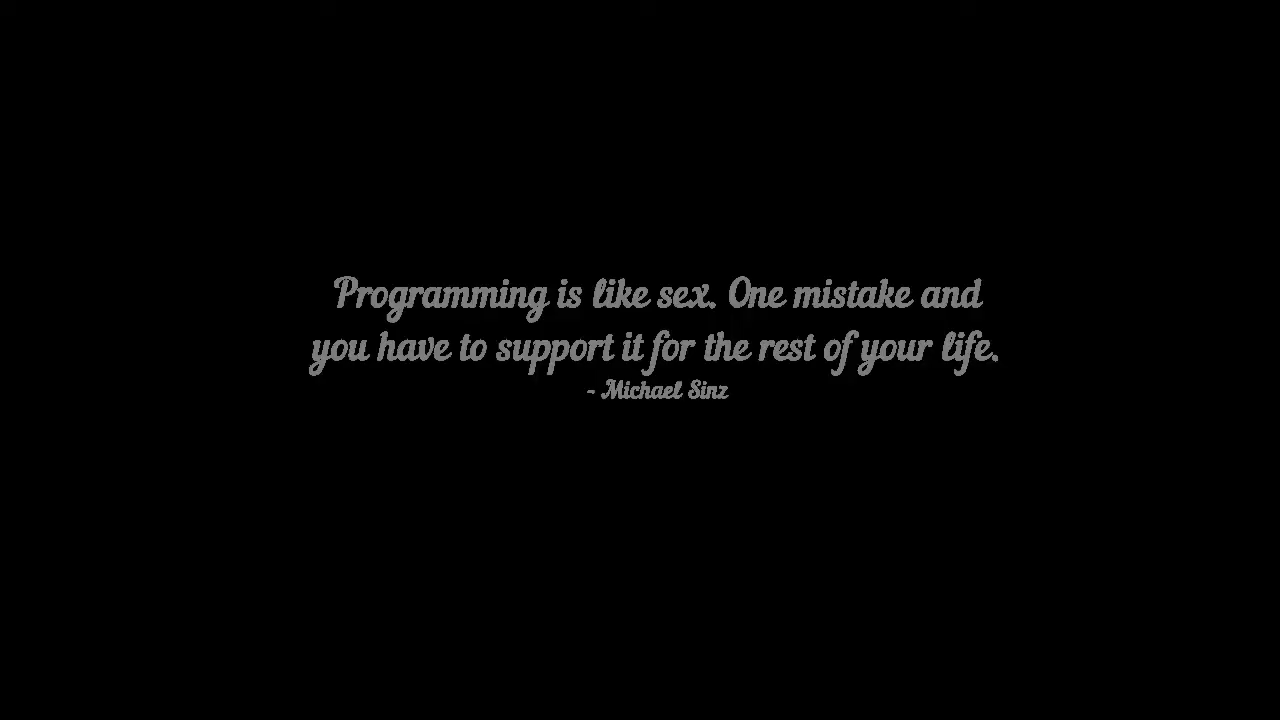 Programming is like sex. One mistake and
you have to support it for the rest of your life.
- Michael Sinz